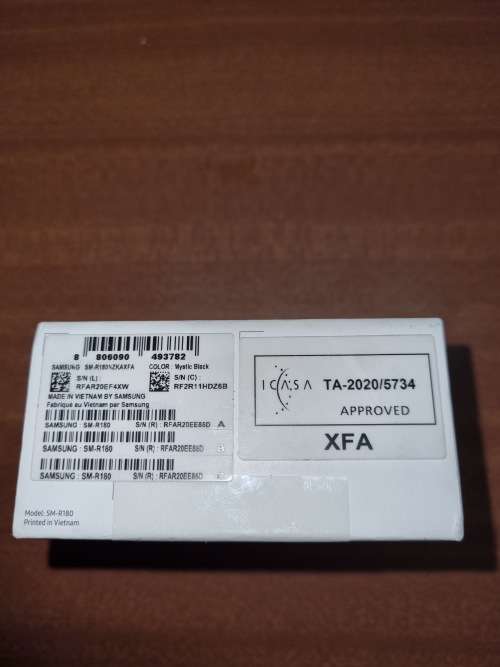 8 806090 493782
SAMSUNG SM-R180NZKAXFA COLOR : Mystic Black
S/N (L) :
RFAR20EF4XW
S/N (C)
RF2R11HDZ6B
MADE IN VIETNAM BY SAMSUNG
Fabriqué au Vietnam par Samsung
SAMSUNG : SM-R180 S/N (R) : RFAR20EE86D A
SAMSUNG : SM-R180 S/N (R) : RFAR20EE86D B
SAMSUNG : SM-R180 S/N (R) : RFAR20EE86D
Model: SM-R180
Printed in Vietnam
ICASA TA-2020/5734
APPROVED
XFA